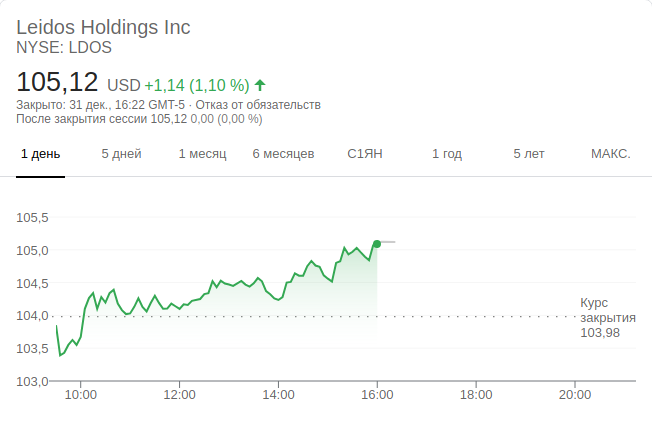 Leidos Holdings Inc
NYSE: LDOS
105,12 USD +1,14 (1,10 %)
Закрыто: 31 дек., 16:22 GMT-5 · Отказ от обязательств
После закрытия сессии 105,12 0,00 (0,00 %)
1 день 5 дней 1 месяц 6 месяцев С1ЯН 1 год 5 лет МАКС.
105,5
105,0
104,5
104,0
103,5
103,0
Курс
закрытия
103,98
10:00 12:00 14:00 16:00 18:00 20:00